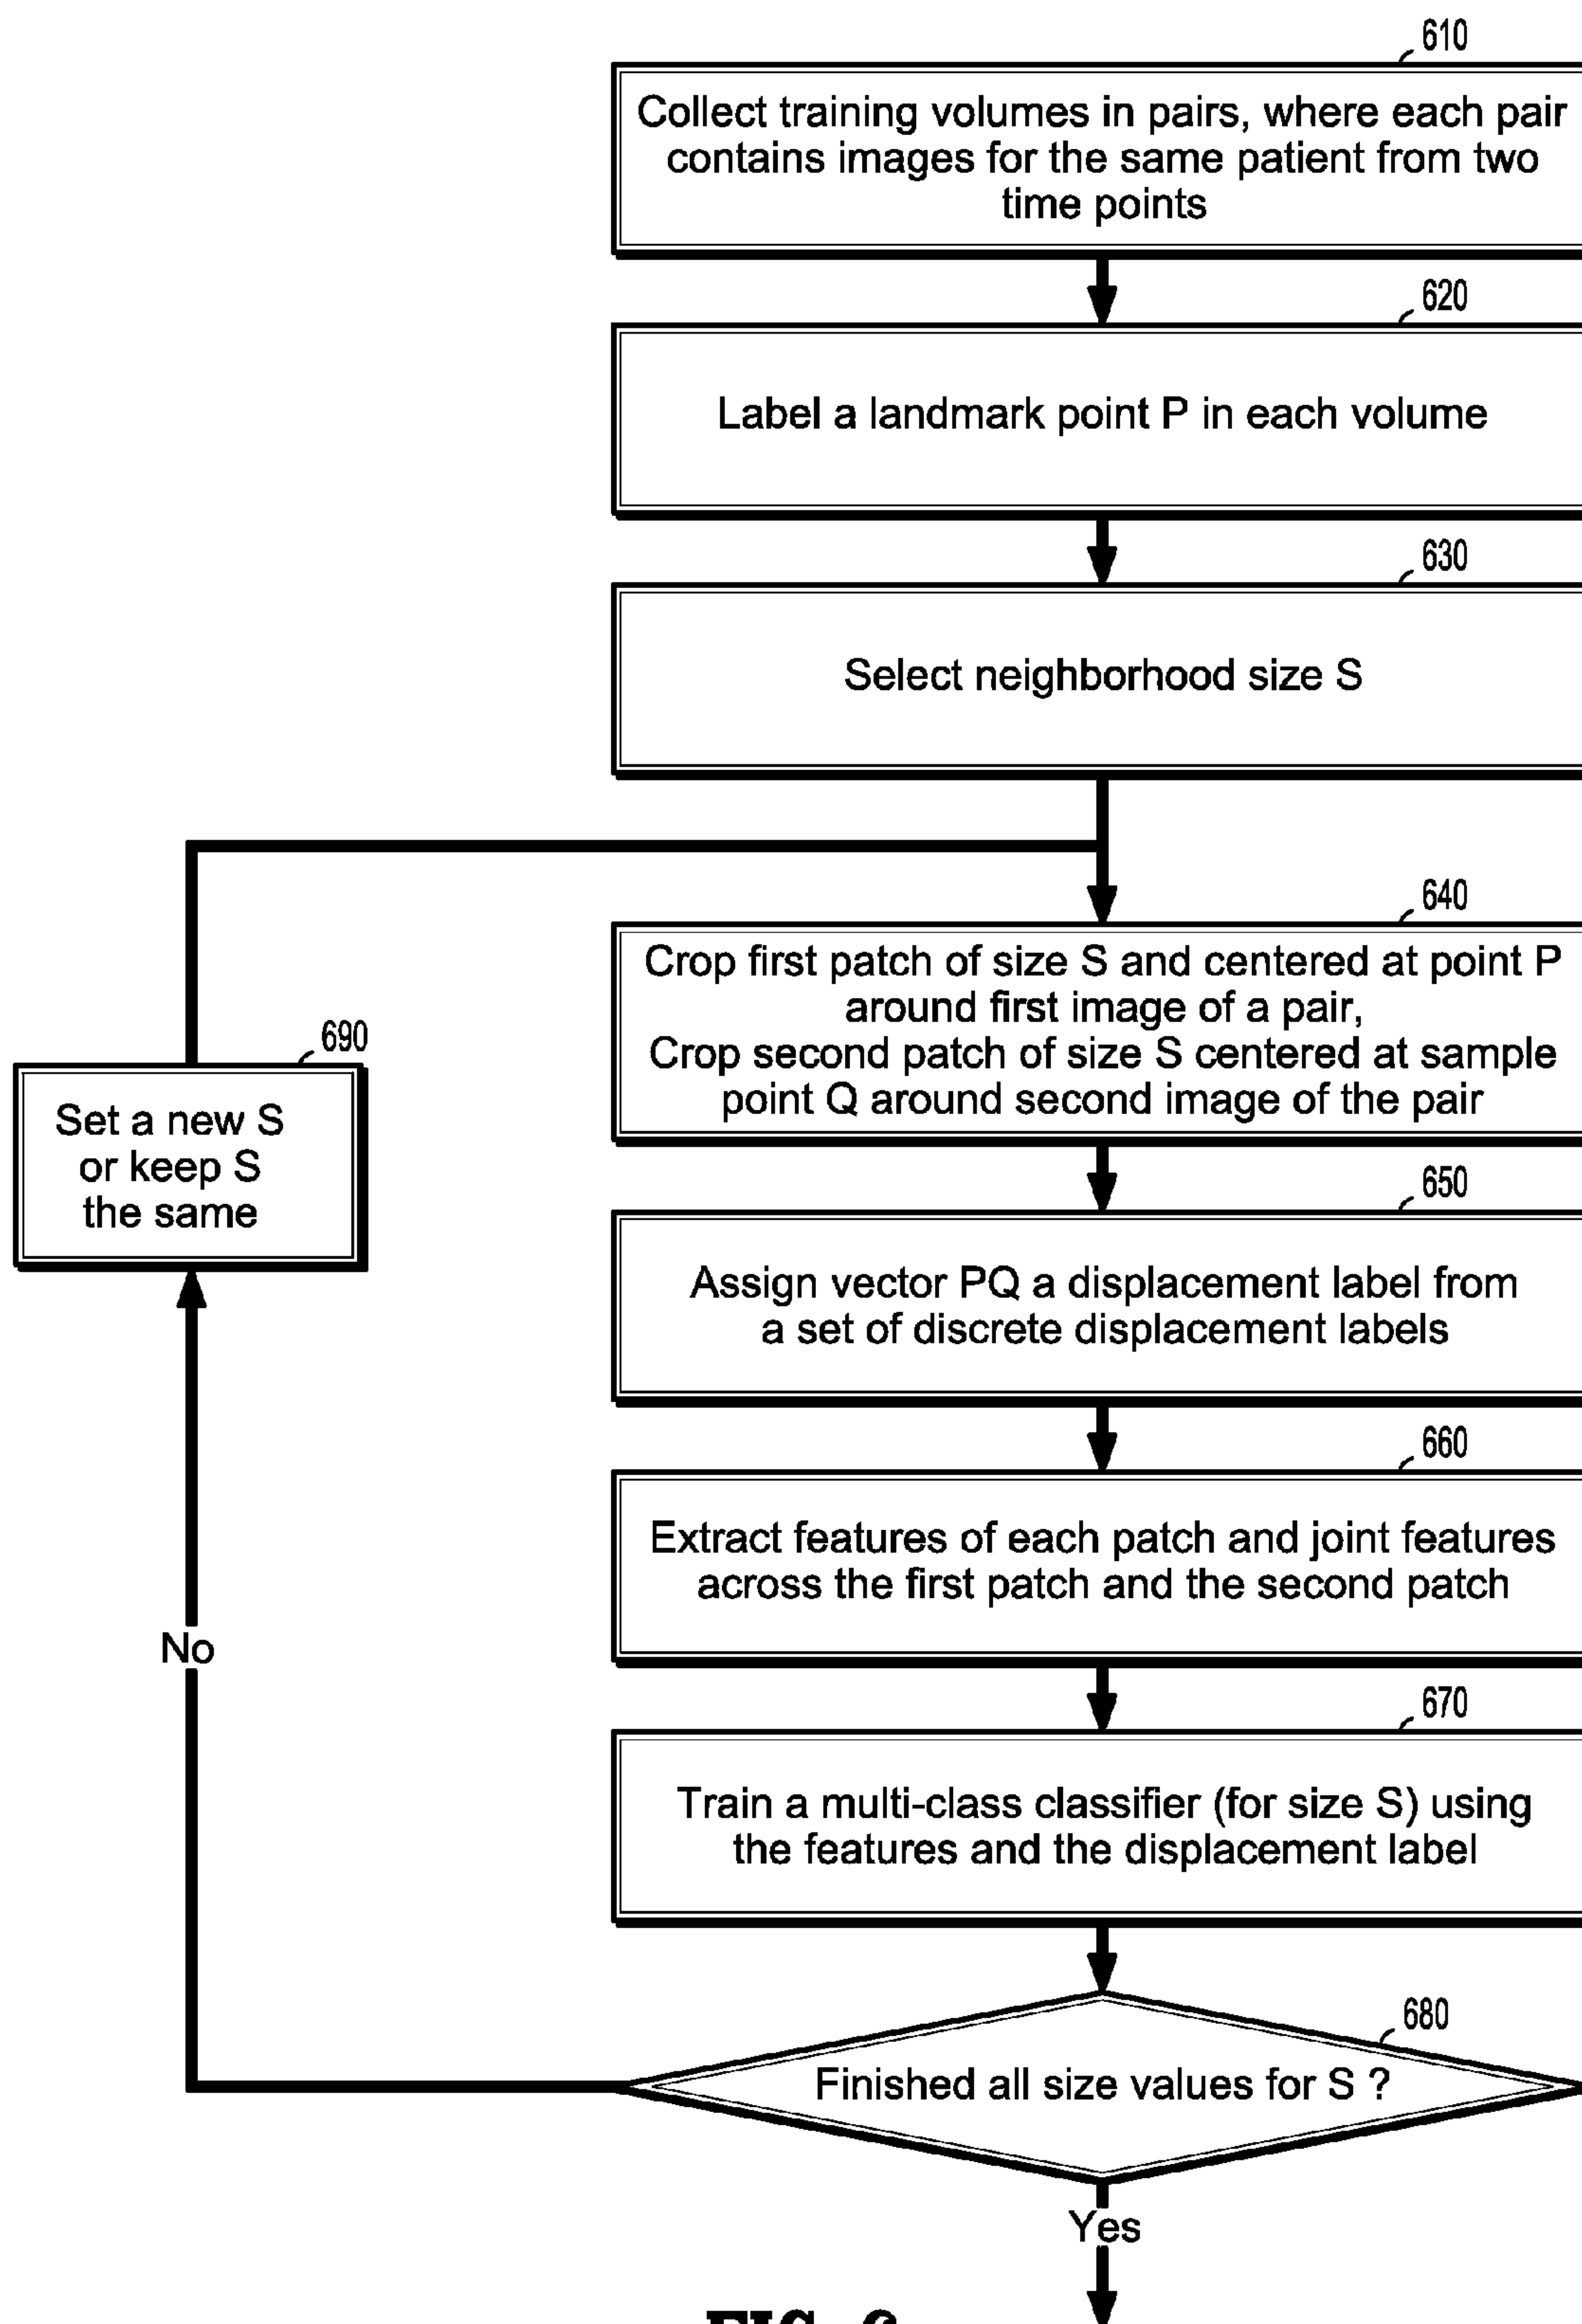 610
Collect training volumes in pairs, where each pair
contains images for the same patient from two
time points
620
Label a landmark point P in each volume
630
Select neighborhood size S
640
Crop first patch of size S and centered at point P
around first image of a pair,
Crop second patch of size S centered at sample
point Q around second image of the pair
690
Set a new S
or keep S
the same
650
Assign vector PQ a displacement label from
a set of discrete displacement labels
660
Extract features of each patch and joint features
across the first patch and the second patch
No
670
Train a multi-class classifier (for size S) using
the features and the displacement label
680
Finished all size values for S ?
Yes